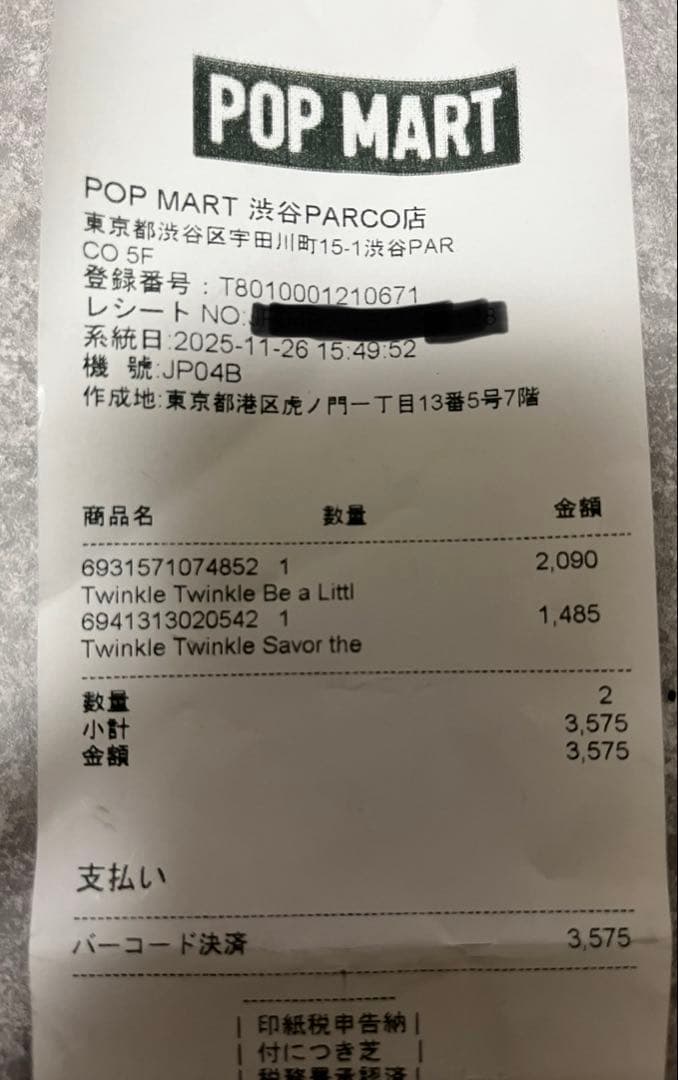 POP MART
POP MART 渋谷PARCO店
東京都渋谷区宇田川町15-1渋谷PAR
CO 5F
登録番号：T8010001210671
レシート NO:
系統日:2025-11-26 15:49:52
機 號:JP04B
作成地:東京都港区虎ノ門一丁目13番5号7階
商品名 数量 金額
6931571074852 1 2,090
Twinkle Twinkle Be a Littl
6941313020542 1 1,485
Twinkle Twinkle Savor the
数量 2
小計 3,575
金額 3,575
支払い
バーコード決済 3,575
印紙税申告納
付につき芝
税務署承認済